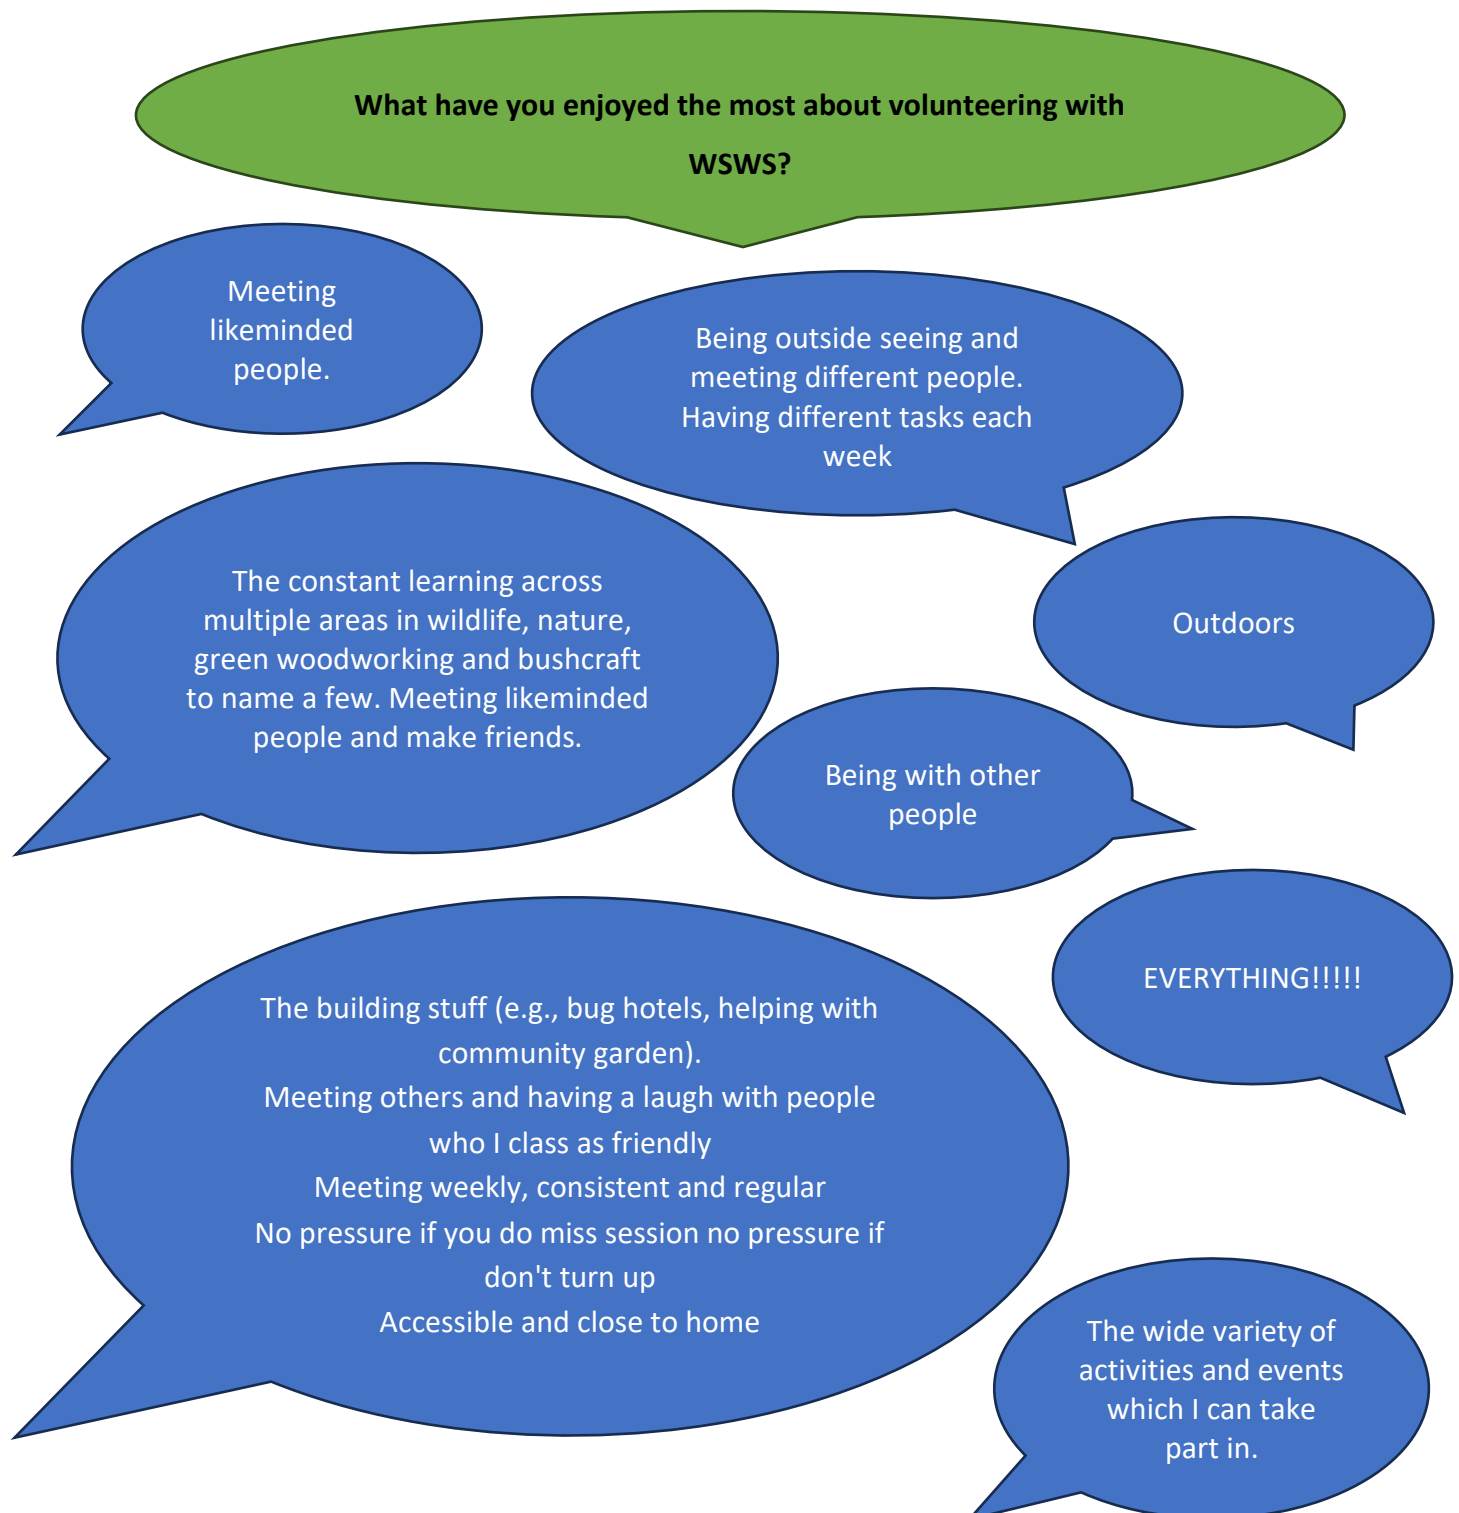 What have you enjoyed the most about volunteering with
WSWS?
Meeting
likeminded
people.
Being outside seeing and
meeting different people.
Having different tasks each
week
The constant learning across
multiple areas in wildlife, nature,
green woodworking and bushcraft
to name a few. Meeting likeminded
people and make friends.
Outdoors
Being with other
people
EVERYTHING!!!!!
The building stuff (e.g., bug hotels, helping with
community garden).
Meeting others and having a laugh with people
who I class as friendly
Meeting weekly, consistent and regular
No pressure if you do miss session no pressure if
don't turn up
Accessible and close to home
The wide variety of
activities and events
which I can take
part in.